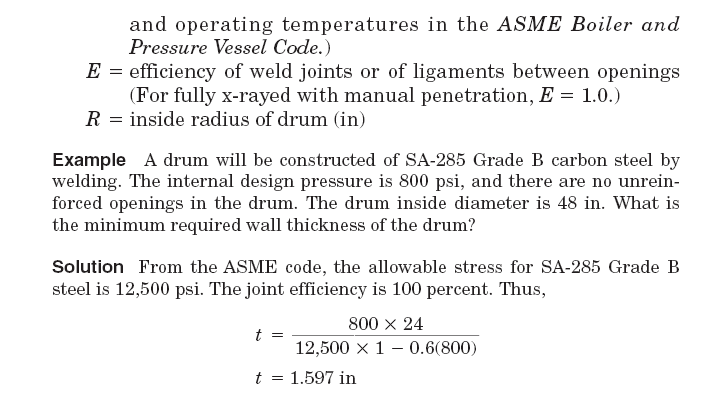 and operating temperatures in the ASME Boiler and
Pressure Vessel Code.)
E = efficiency of weld joints or of ligaments between openings
(For fully x-rayed with manual penetration, E = 1.0.)
R = inside radius of drum (in)
Example A drum will be constructed of SA-285 Grade B carbon steel by
welding. The internal design pressure is 800 psi, and there are no unrein-
forced openings in the drum. The drum inside diameter is 48 in. What is
the minimum required wall thickness of the drum?
Solution From the ASME code, the allowable stress for SA-285 Grade B
steel is 12,500 psi. The joint efficiency is 100 percent. Thus,
800 × 24
t =
12,500 × 1 − 0.6(800)
t = 1.597 in